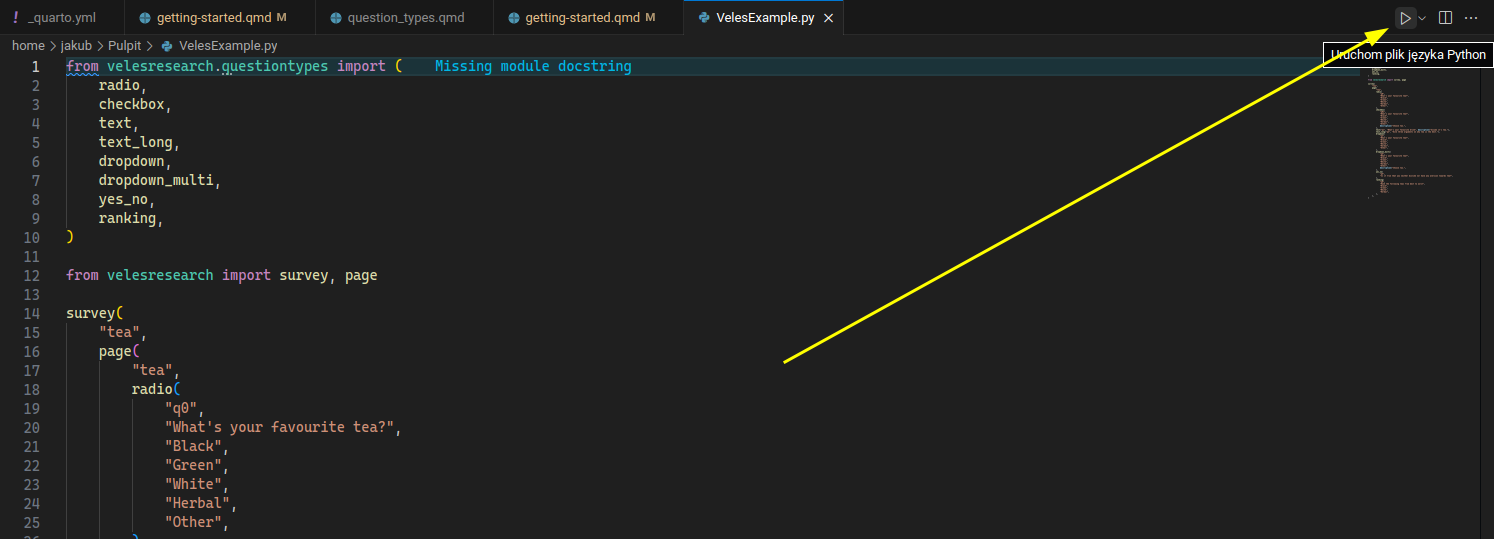 ! _quarto.yml
getting-started.qmd M
question_types.qmd
getting-started.qmd M
VelesExample.py
home > jakub > Pulpit > VelesExample.py
Uruchom plik języka Python
1 from velesresearch.questiontypes import ( Missing module docstring
2 radio,
3 checkbox,
4 text,
5 text_long,
6 dropdown,
7 dropdown_multi,
8 yes_no,
9 ranking,
10 )
11
12 from velesresearch import survey, page
13
14 survey(
15 "tea",
16 page(
17 "tea",
18 radio(
19 "q0",
20 "What's your favourite tea?",
21 "Black",
22 "Green",
23 "White",
24 "Herbal",
25 "Other",